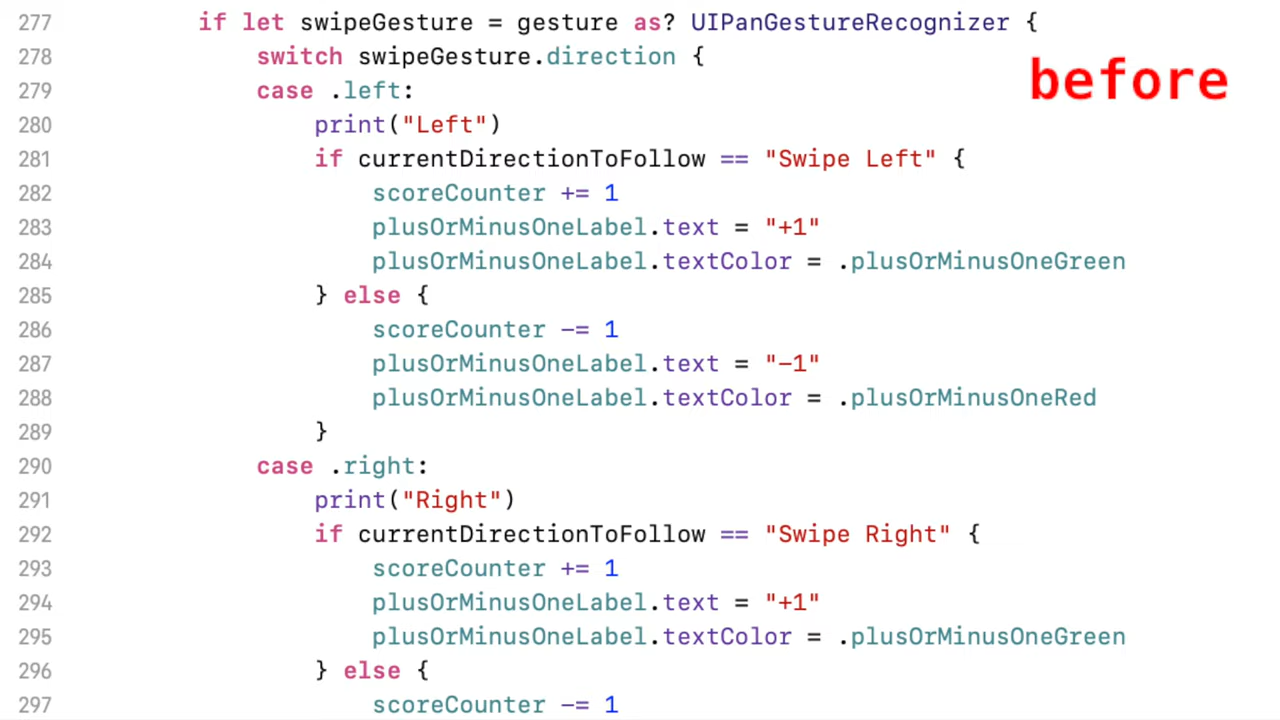 277 if let swipeGesture = gesture as? UIPanGestureRecognizer {
278 switch swipeGesture.direction {
before
279 case .left:
280 print("Left")
281 if currentDirectionToFollow == "Swipe Left" {
282 scoreCounter += 1
283 plusOrMinusOneLabel.text = "+1"
284 plusOrMinusOneLabel.textColor = .plusOrMinusOneGreen
285 } else {
286 scoreCounter -= 1
287 plusOrMinusOneLabel.text = "-1"
288 plusOrMinusOneLabel.textColor = .plusOrMinusOneRed
289 }
290 case .right:
291 print("Right")
292 if currentDirectionToFollow == "Swipe Right" {
293 scoreCounter += 1
294 plusOrMinusOneLabel.text = "+1"
295 plusOrMinusOneLabel.textColor = .plusOrMinusOneGreen
296 } else {
297 scoreCounter -= 1